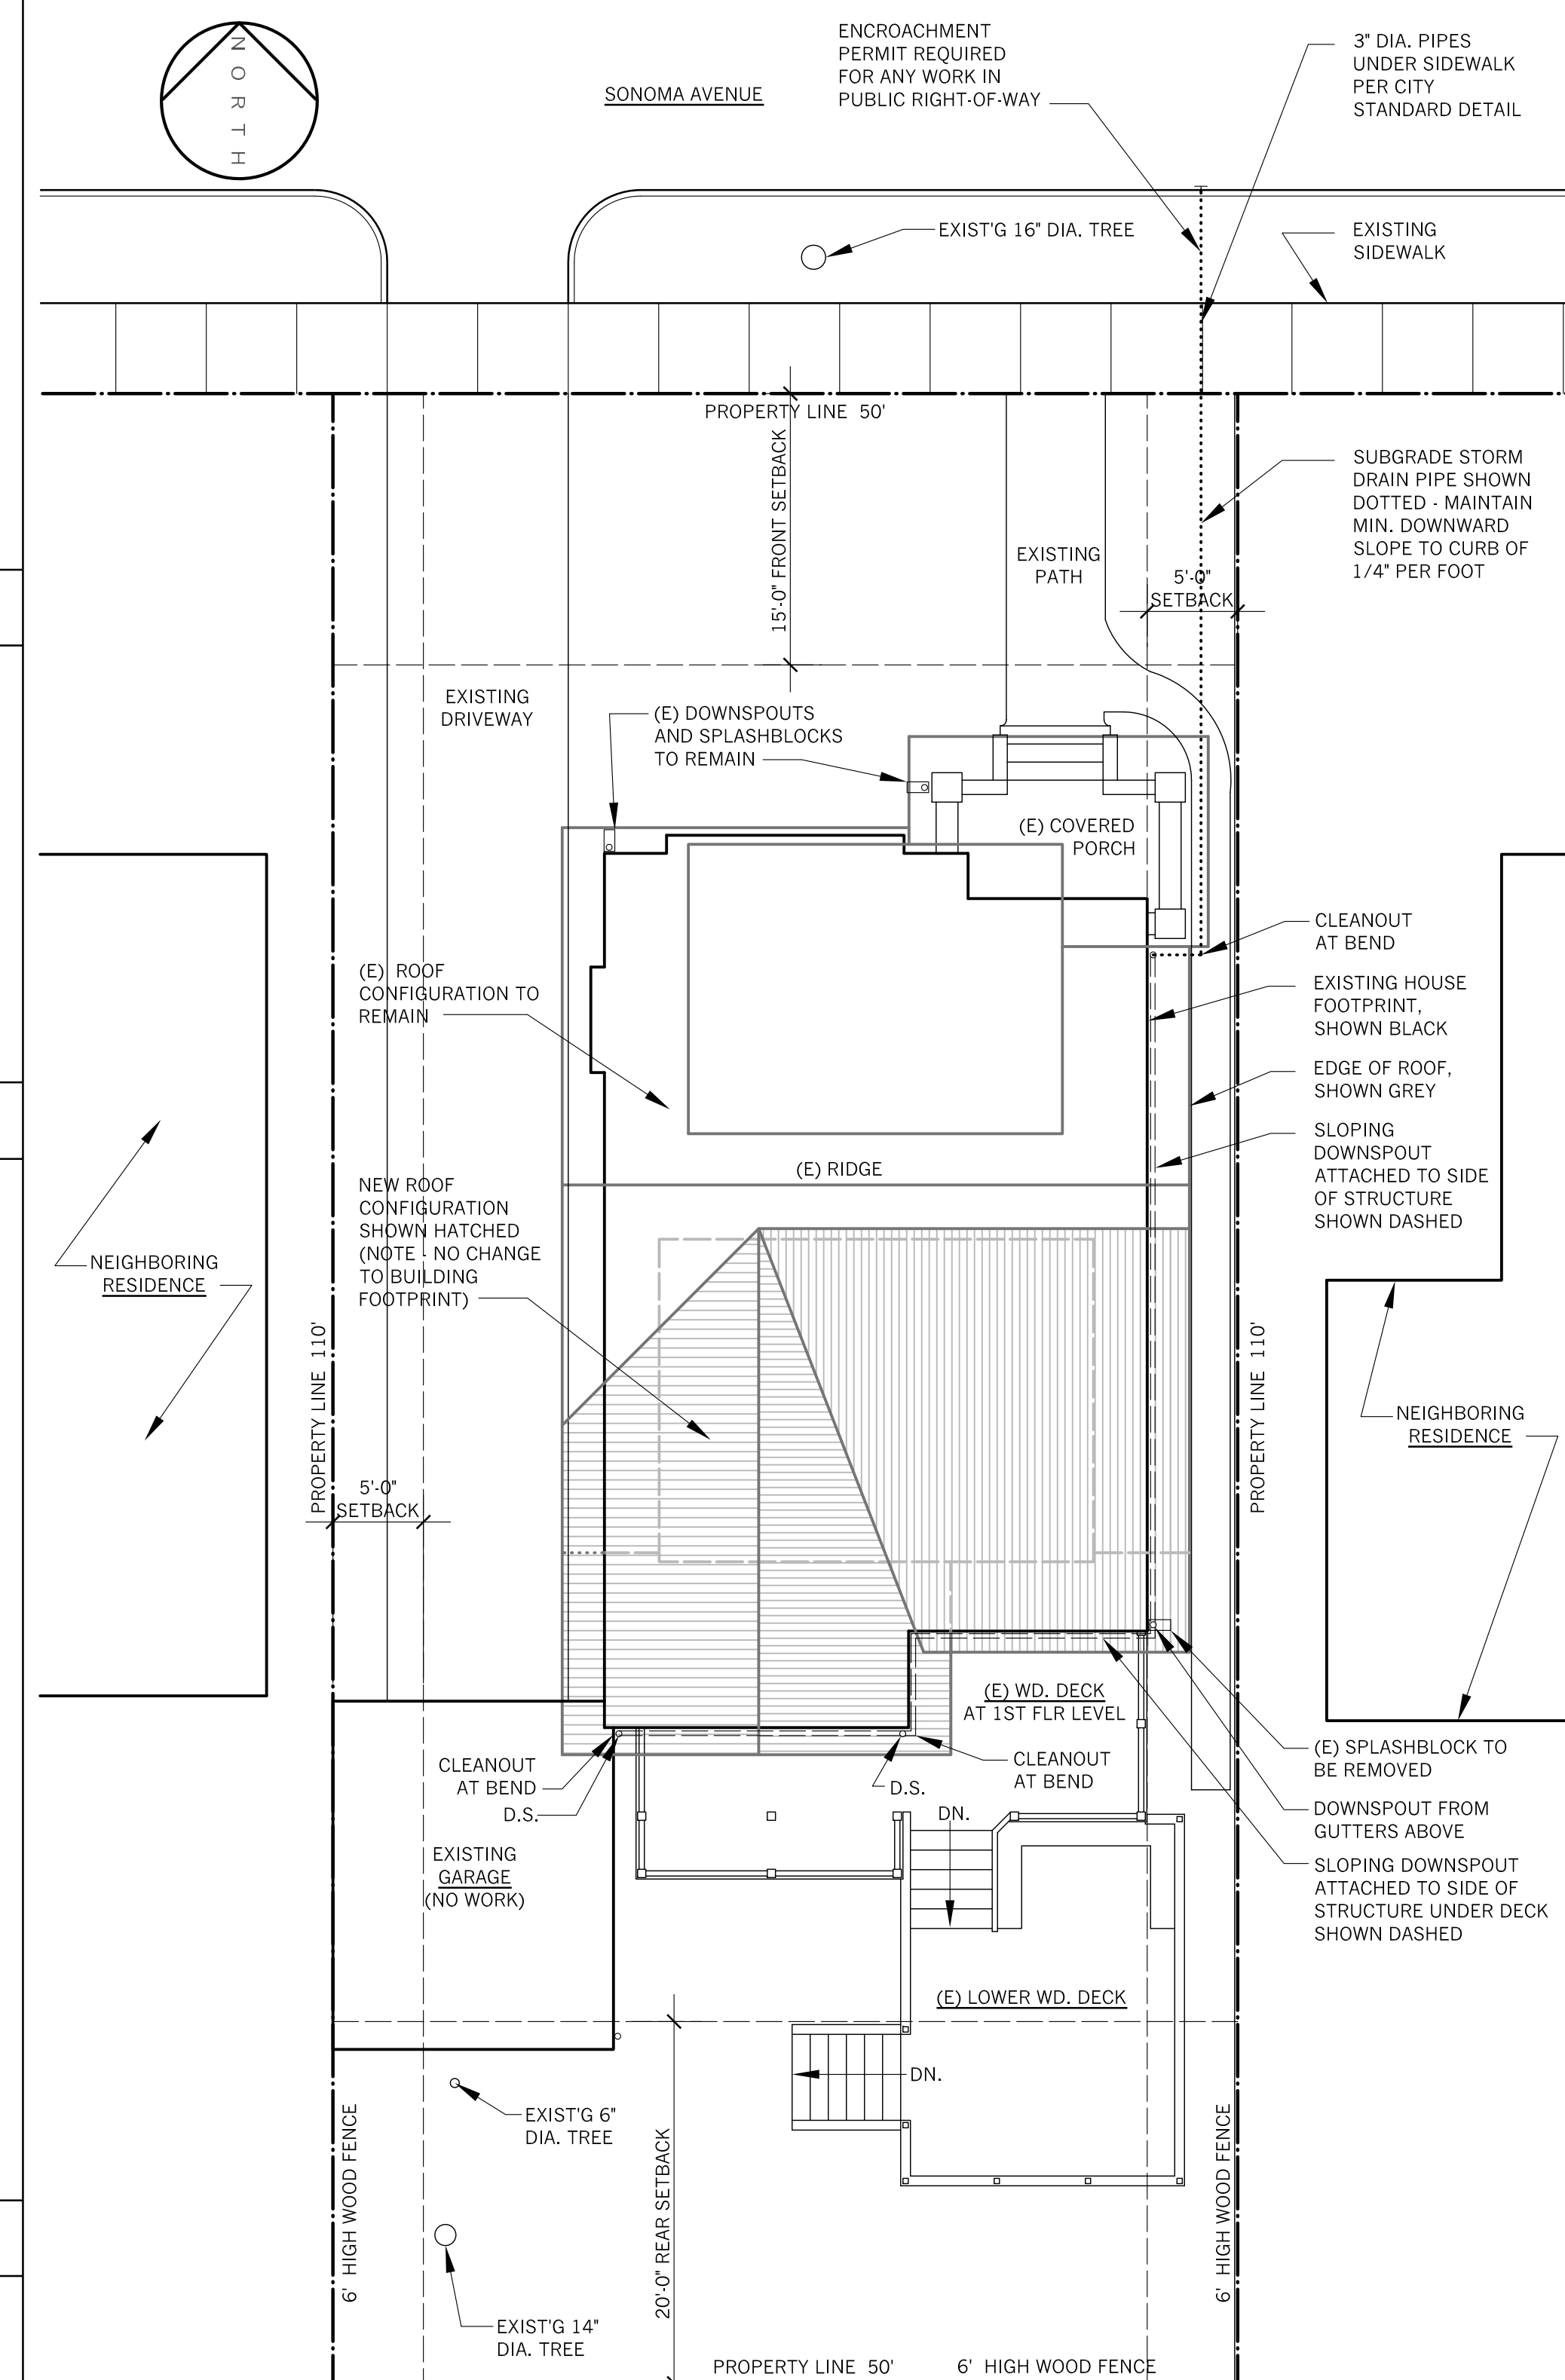 NORTH
SONOMA AVENUE
ENCROACHMENT
PERMIT REQUIRED
FOR ANY WORK IN
PUBLIC RIGHT-OF-WAY
3" DIA. PIPES
UNDER SIDEWALK
PER CITY
STANDARD DETAIL
EXIST'G 16" DIA. TREE
EXISTING
SIDEWALK
PROPERTY LINE 50'
15'-0" FRONT SETBACK
SUBGRADE STORM
DRAIN PIPE SHOWN
DOTTED - MAINTAIN
MIN. DOWNWARD
SLOPE TO CURB OF
1/4" PER FOOT
EXISTING
PATH
5'-0"
SETBACK
EXISTING
DRIVEWAY
(E) DOWNSPOUTS
AND SPLASHBLOCKS
TO REMAIN
(E) COVERED
PORCH
CLEANOUT
AT BEND
(E) ROOF
CONFIGURATION TO
REMAIN
EXISTING HOUSE
FOOTPRINT,
SHOWN BLACK
EDGE OF ROOF,
SHOWN GREY
SLOPING
DOWNSPOUT
ATTACHED TO SIDE
OF STRUCTURE
SHOWN DASHED
(E) RIDGE
NEW ROOF
CONFIGURATION
SHOWN HATCHED
(NOTE - NO CHANGE
TO BUILDING
FOOTPRINT)
NEIGHBORING
RESIDENCE
PROPERTY LINE 110'
PROPERTY LINE 110'
NEIGHBORING
RESIDENCE
5'-0"
SETBACK
(E) WD. DECK
AT 1ST FLR LEVEL
CLEANOUT
AT BEND
D.S.
D.S.
CLEANOUT
AT BEND
(E) SPLASHBLOCK TO
BE REMOVED
DOWNSPOUT FROM
GUTTERS ABOVE
SLOPING DOWNSPOUT
ATTACHED TO SIDE OF
STRUCTURE UNDER DECK
SHOWN DASHED
DN.
EXISTING
GARAGE
(NO WORK)
(E) LOWER WD. DECK
DN.
EXIST'G 6"
DIA. TREE
6' HIGH WOOD FENCE
20'-0" REAR SETBACK
6' HIGH WOOD FENCE
EXIST'G 14"
DIA. TREE
PROPERTY LINE 50'
6' HIGH WOOD FENCE